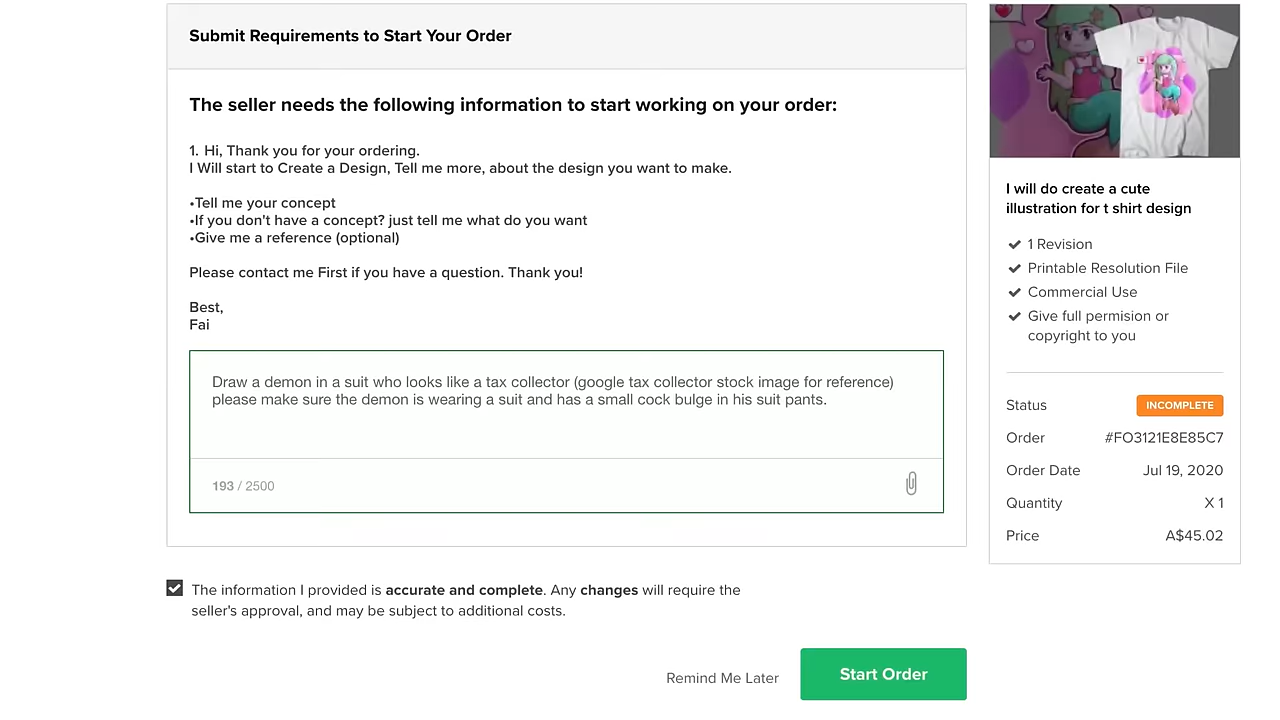 Submit Requirements to Start Your Order
The seller needs the following information to start working on your order:
1. Hi, Thank you for your ordering.
I Will start to Create a Design, Tell me more, about the design you want to make.
•Tell me your concept
•If you don't have a concept? just tell me what do you want
•Give me a reference (optional)
Please contact me First if you have a question. Thank you!
Best,
Fai
Draw a demon in a suit who looks like a tax collector (google tax collector stock image for reference)
please make sure the demon is wearing a suit and has a small cock bulge in his suit pants.
193 / 2500
The information I provided is accurate and complete. Any changes will require the
seller's approval, and may be subject to additional costs.
Remind Me Later
Start Order
I will do create a cute
illustration for t shirt design
1 Revision
Printable Resolution File
Commercial Use
Give full permision or
copyright to you
Status INCOMPLETE
Order #FO3121E8E85C7
Order Date Jul 19, 2020
Quantity X 1
Price A$45.02